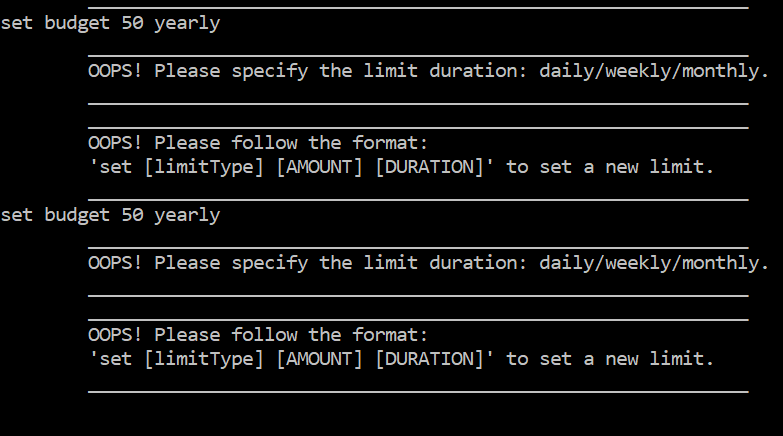 set budget 50 yearly
OOPS! Please specify the limit duration: daily/weekly/monthly.
OOPS! Please follow the format:
'set [limitType] [AMOUNT] [DURATION]' to set a new limit.
set budget 50 yearly
OOPS! Please specify the limit duration: daily/weekly/monthly.
OOPS! Please follow the format:
'set [limitType] [AMOUNT] [DURATION]' to set a new limit.